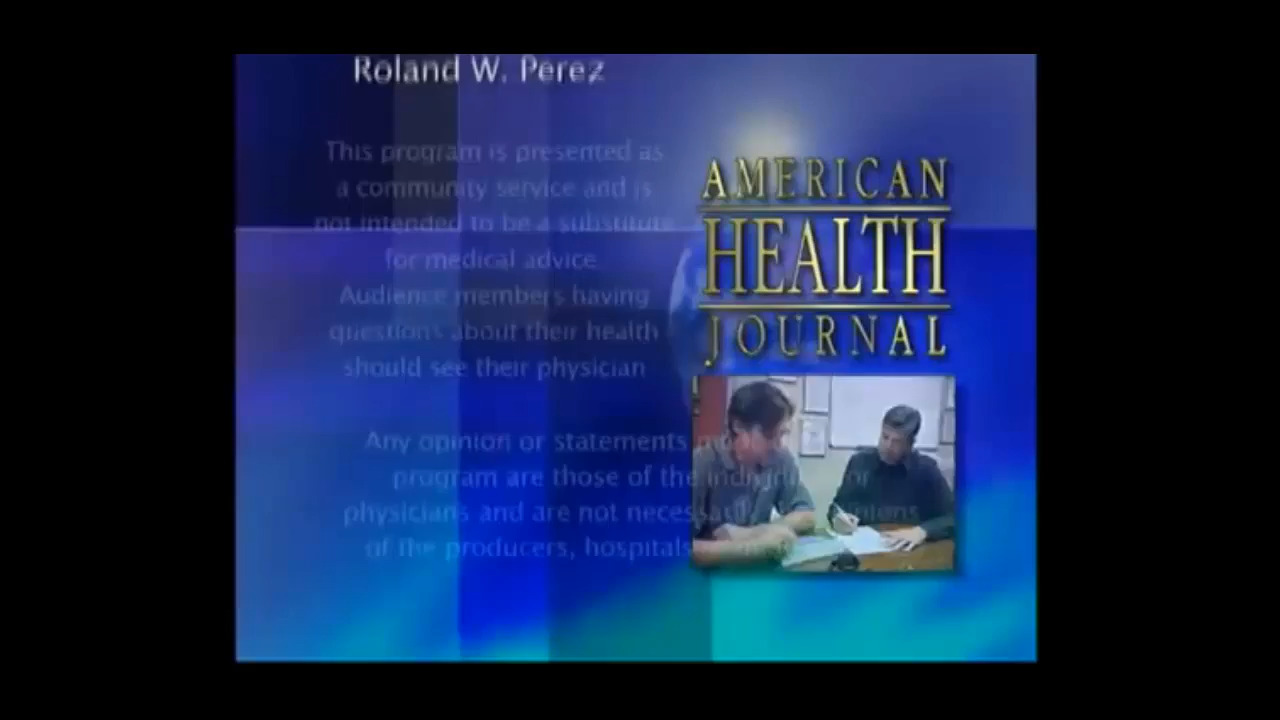 Roland W. Perez
This program is presented as
a community service and is
not intended to be a substitute
for medical advice
Audience members having
questions about their health
should see their physician
AMERICAN
HEALTH
JOURNAL
Any opinion or statements
program are those of the
physicians and are not
of the producers, hospitals